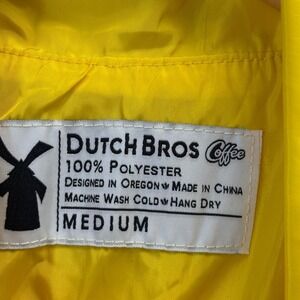 DUTCH BROS Coffee
100% POLYESTER
DESIGNED IN OREGON MADE IN CHINA
MACHINE WASH COLD HANG DRY
MEDIUM